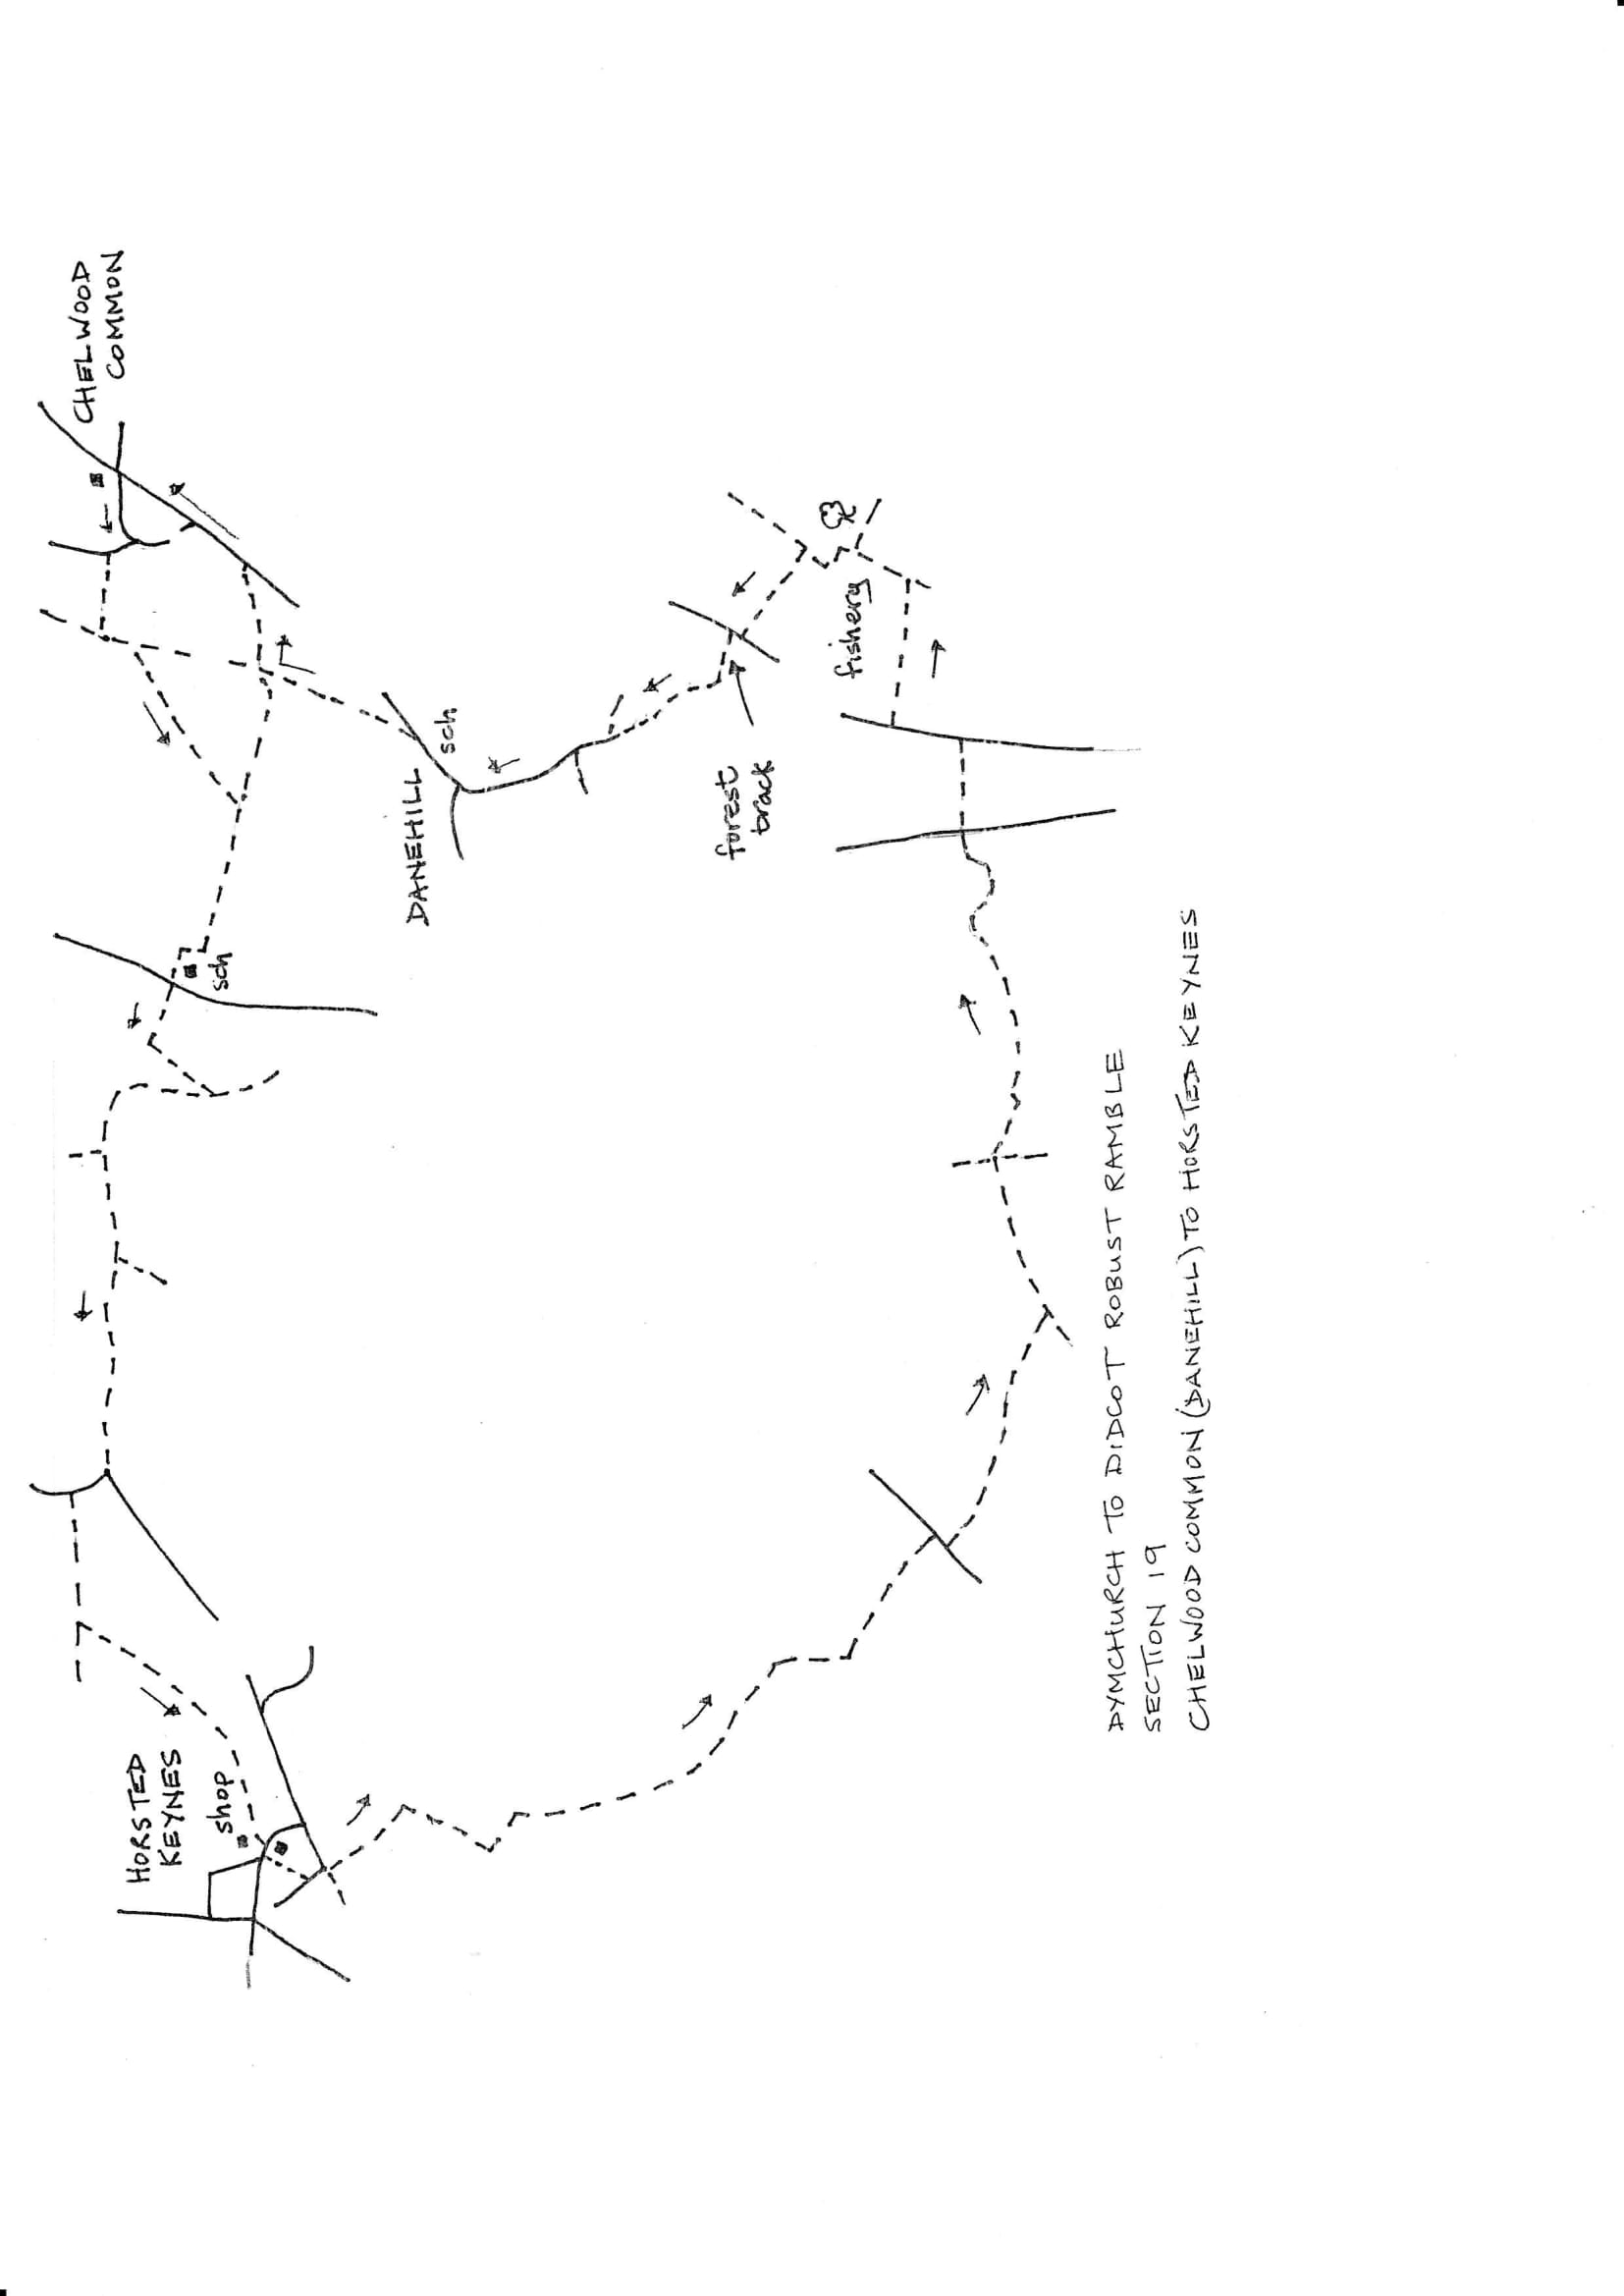 CHELWOOD
COMMON
HORSTED
KEYNES
shop
sch
DANEHILL
sch
forest
track
fishery
DYMCHURCH TO DIDCOT ROBUST RAMBLE
SECTION 19
CHELWOOD COMMON (DANEHILL) TO HORSTED KEYNES